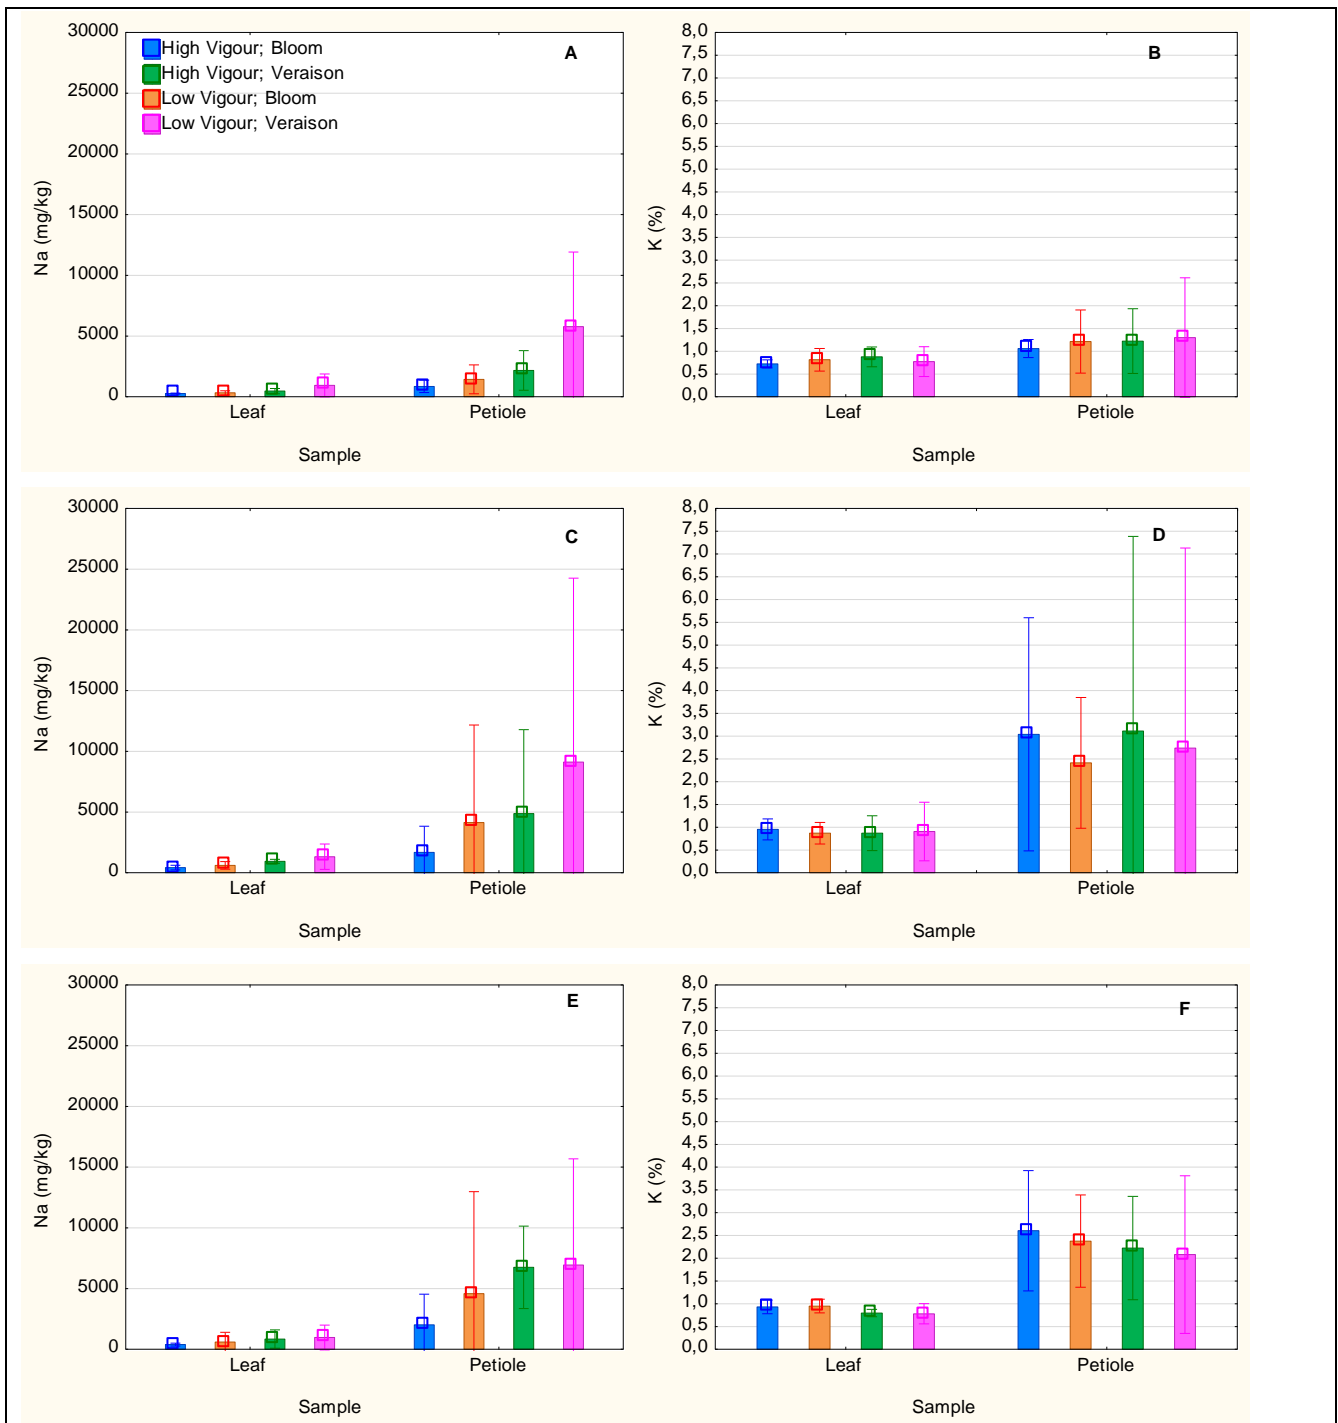 30000
25000
20000
15000
10000
5000
0
Na (mg/kg)
High Vigour; Bloom
High Vigour; Veraison
Low Vigour; Bloom
Low Vigour; Veraison
A
Leaf
Petiole
Sample
8,0
7,5
7,0
6,5
6,0
5,5
5,0
4,5
4,0
3,5
3,0
2,5
2,0
1,5
1,0
0,5
0,0
K (%)
B
Leaf
Petiole
Sample
30000
25000
20000
15000
10000
5000
0
Na (mg/kg)
C
Leaf
Petiole
Sample
8,0
7,5
7,0
6,5
6,0
5,5
5,0
4,5
4,0
3,5
3,0
2,5
2,0
1,5
1,0
0,5
0,0
K (%)
D
Leaf
Petiole
Sample
30000
25000
20000
15000
10000
5000
0
Na (mg/kg)
E
Leaf
Petiole
Sample
8,0
7,5
7,0
6,5
6,0
5,5
5,0
4,5
4,0
3,5
3,0
2,5
2,0
1,5
1,0
0,5
0,0
K (%)
F
Leaf
Petiole
Sample